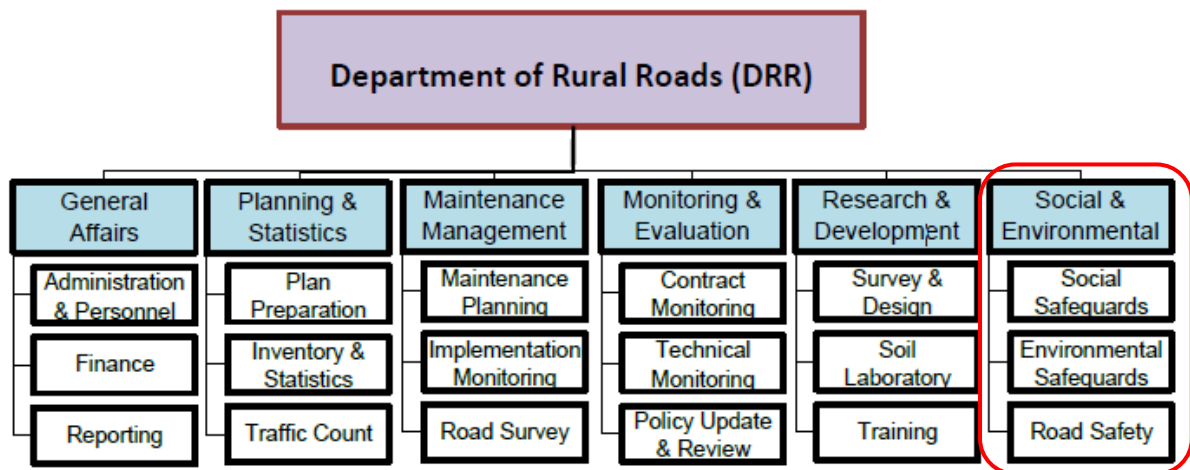 Department of Rural Roads (DRR)
General
Affairs
Administration
& Personnel
Finance
Reporting
Planning &
Statistics
Plan
Preparation
Inventory &
Statistics
Traffic Count
Maintenance
Management
Maintenance
Planning
Implementation
Monitoring
Road Survey
Monitoring &
Evaluation
Contract
Monitoring
Technical
Monitoring
Policy Update
& Review
Research &
Development
Survey &
Design
Soil
Laboratory
Training
Social &
Environmental
Social
Safeguards
Environmental
Safeguards
Road Safety